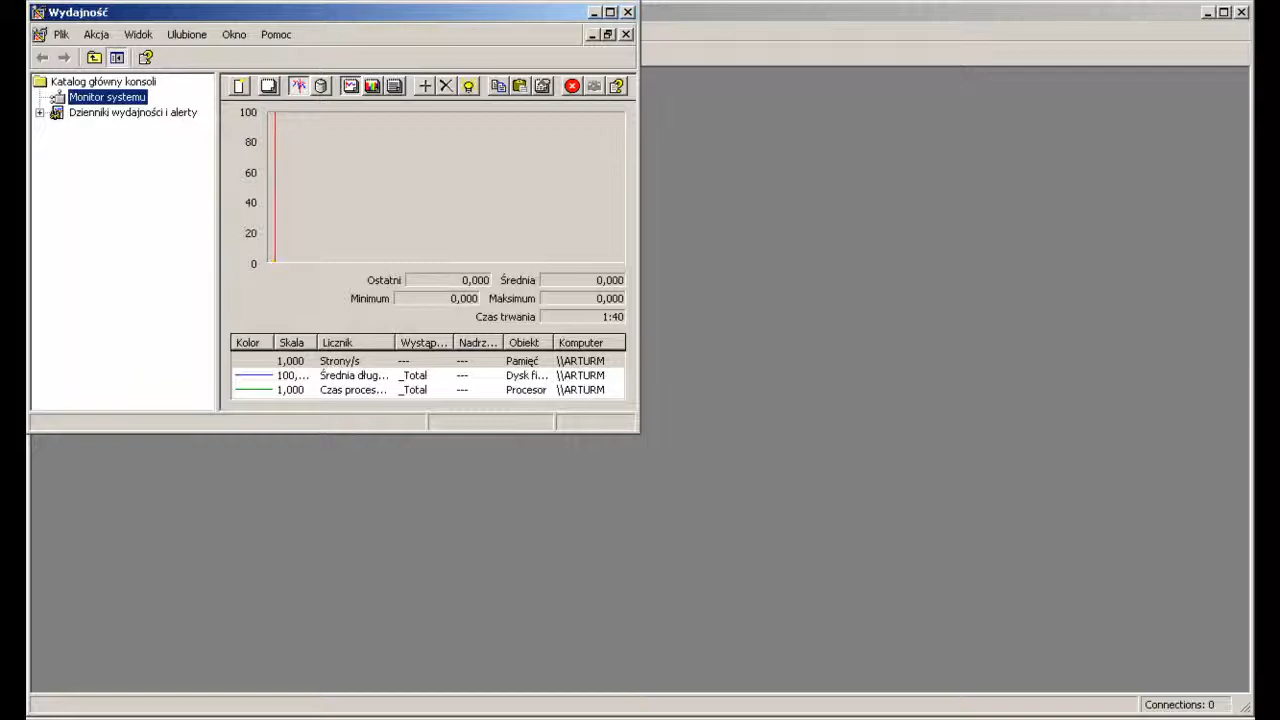 Wydajność
Plik Akcja Widok Ulubione Okno Pomoc
Katalog główny konsoli
Monitor systemu
Dzienniki wydajności i alerty
100
80
60
40
20
0
Ostatni 0,000 Średnia 0,000
Minimum 0,000 Maksimum 0,000
Czas trwania 1:40
Kolor Skala Licznik Wystąp... Nadrz... Obiekt Komputer
1,000 Strony/s --- --- Pamięć \\ARTURM
100,... Średnia dług... _Total --- Dysk fi... \\ARTURM
1,000 Czas proces... _Total --- Procesor \\ARTURM
Connections: 0